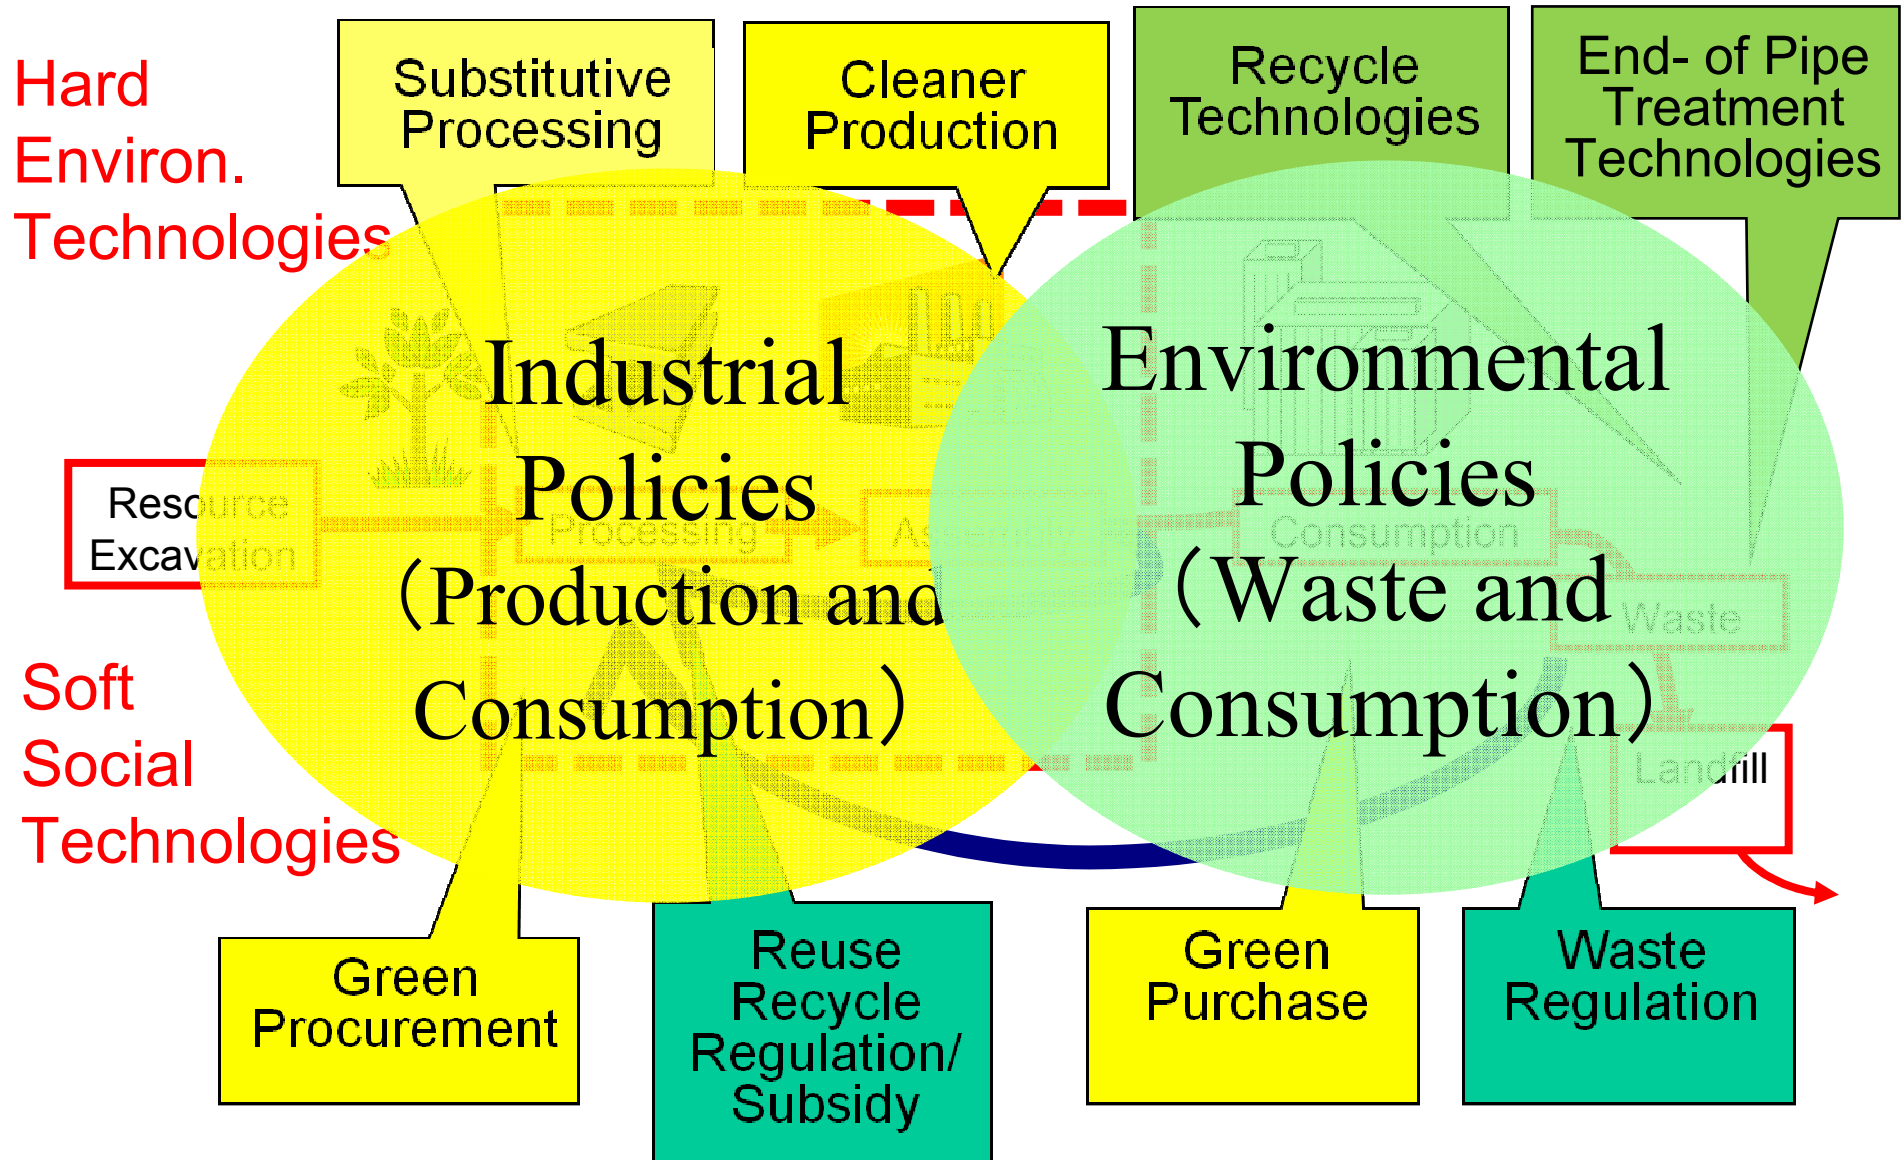 Hard
Environ.
Technologies
Substitutive
Processing
Cleaner
Production
Recycle
Technologies
End- of Pipe
Treatment
Technologies
Industrial
Policies
（Production and
Consumption）
Environmental
Policies
（Waste and
Consumption）
Resource
Excavation
Processing
Assembly
Consumption
Waste
Landfill
Soft
Social
Technologies
Green
Procurement
Reuse
Recycle
Regulation/
Subsidy
Green
Purchase
Waste
Regulation